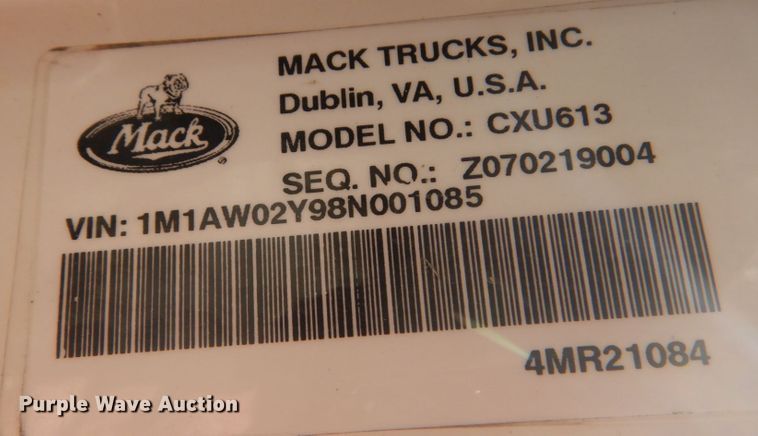 MACK TRUCKS, INC.
Dublin, VA, U.S.A.
Mack ®
MODEL NO.: CXU613
SEQ. NO.: Z070219004
VIN: 1M1AW02Y98N001085
4MR21084
Purple Wave Auction